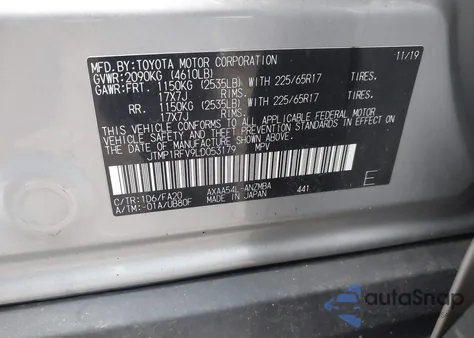 MFD.BY:TOYOTA MOTOR CORPORATION 11/19
GVWR:2090KG (4610LB)
GAWR:FRT. 1150KG (2535LB) WITH 225/65R17 TIRES,
17X7J RIMS,
RR. 1150KG (2535LB) WITH 225/65R17 TIRES,
17X7J RIMS,
THIS VEHICLE CONFORMS TO ALL APPLICABLE FEDERAL MOTOR
VEHICLE SAFETY AND THEFT PREVENTION STANDARDS IN EFFECT
ON THE DATE OF MANUFACTURE SHOWN ABOVE.
JTMP1RFV9LD053179 MPV
C/TR:1D6/FA20 AXAA54L-ANZMBA 441 E
A/TM:-01A/UB80F MADE IN JAPAN
autoSnap